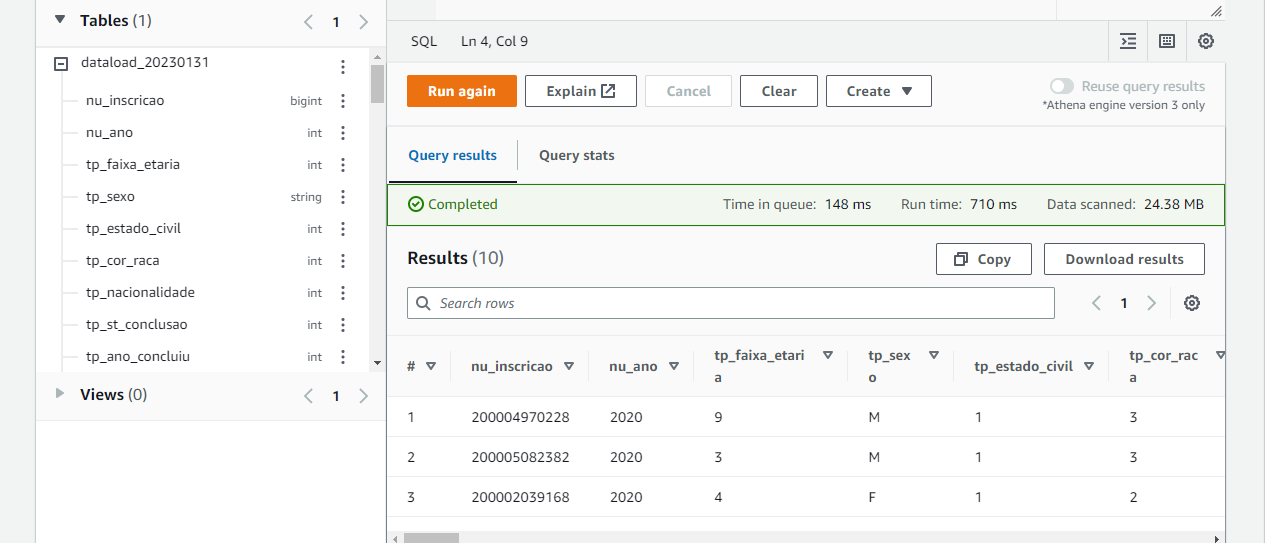 Tables (1)
1
dataload_20230131
nu_inscricao bigint
nu_ano int
tp_faixa_etaria int
tp_sexo string
tp_estado_civil int
tp_cor_raca int
tp_nacionalidade int
tp_st_conclusao int
tp_ano_concluiu int
Views (0)
1
SQL Ln 4, Col 9
Run again Explain Cancel Clear Create
Reuse query results
*Athena engine version 3 only
Query results Query stats
Completed Time in queue: 148 ms Run time: 710 ms Data scanned: 24.38 MB
Results (10) Copy Download results
Search rows
1
# nu_inscricao nu_ano tp_faixa_etari
a tp_sex
o tp_estado_civil tp_cor_rac
a
1 200004970228 2020 9 M 1 3
2 200005082382 2020 3 M 1 3
3 200002039168 2020 4 F 1 2